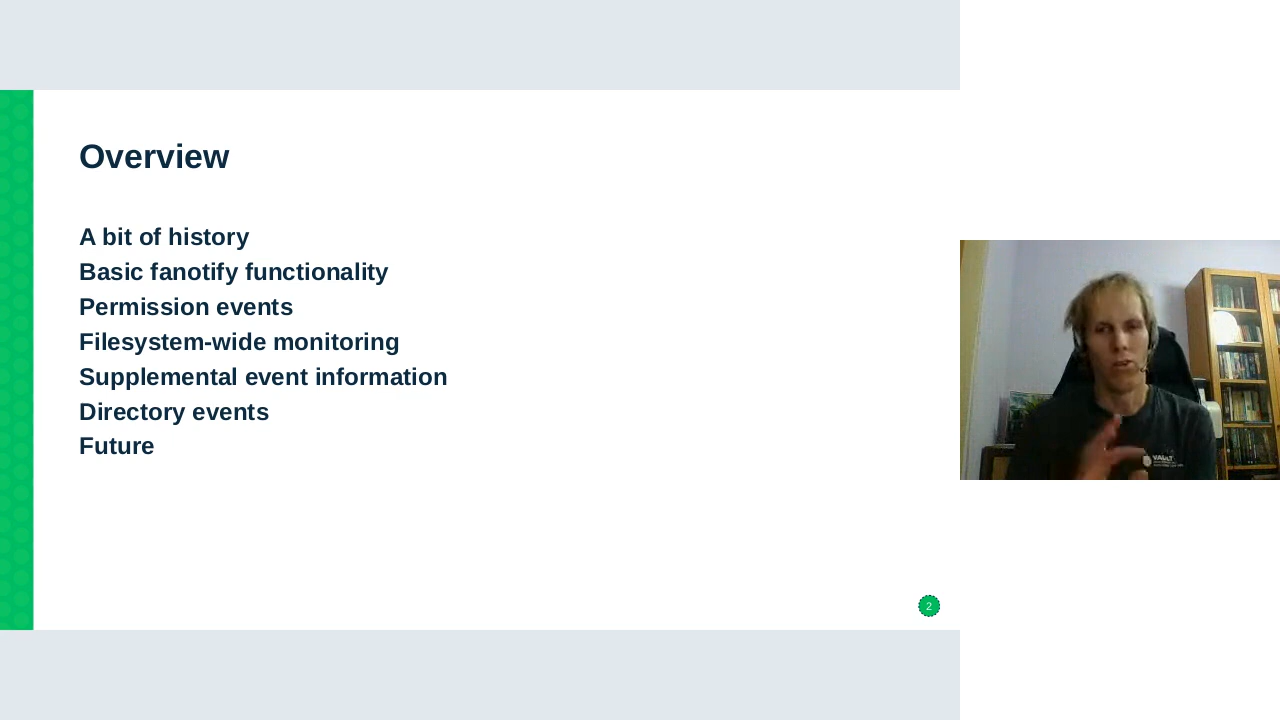 Overview
A bit of history
Basic fanotify functionality
Permission events
Filesystem-wide monitoring
Supplemental event information
Directory events
Future
2
VAULT